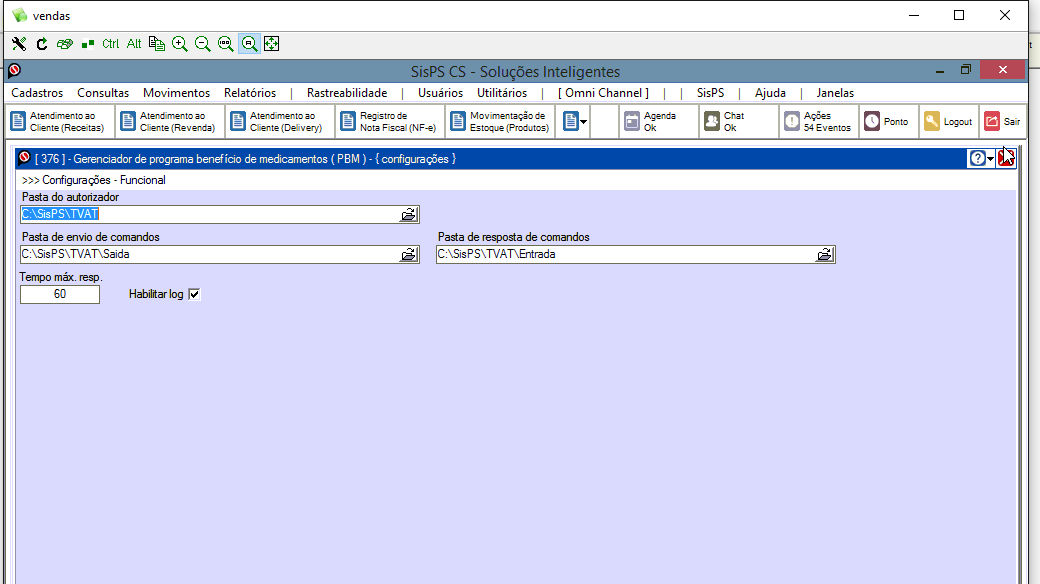 vendas
Ctrl Alt
SisPS CS - Soluções Inteligentes
Cadastros Consultas Movimentos Relatórios | Rastreabilidade | Usuários Utilitários | [ Omni Channel ] | | SisPS | Ajuda | Janelas
Atendimento ao
Cliente (Receitas)
Atendimento ao
Cliente (Revenda)
Atendimento ao
Cliente (Delivery)
Registro de
Nota Fiscal (NF-e)
Movimentação de
Estoque (Produtos)
Agenda
Ok
Chat
Ok
Ações
54 Eventos
Ponto
Logout
Sair
[ 376 ] - Gerenciador de programa benefício de medicamentos ( PBM ) - { configurações }
>>> Configurações - Funcional
Pasta do autorizador
C:\SisPS\TVAT
Pasta de envio de comandos
C:\SisPS\TVAT\Saida
Pasta de resposta de comandos
C:\SisPS\TVAT\Entrada
Tempo máx. resp.
60
Habilitar log